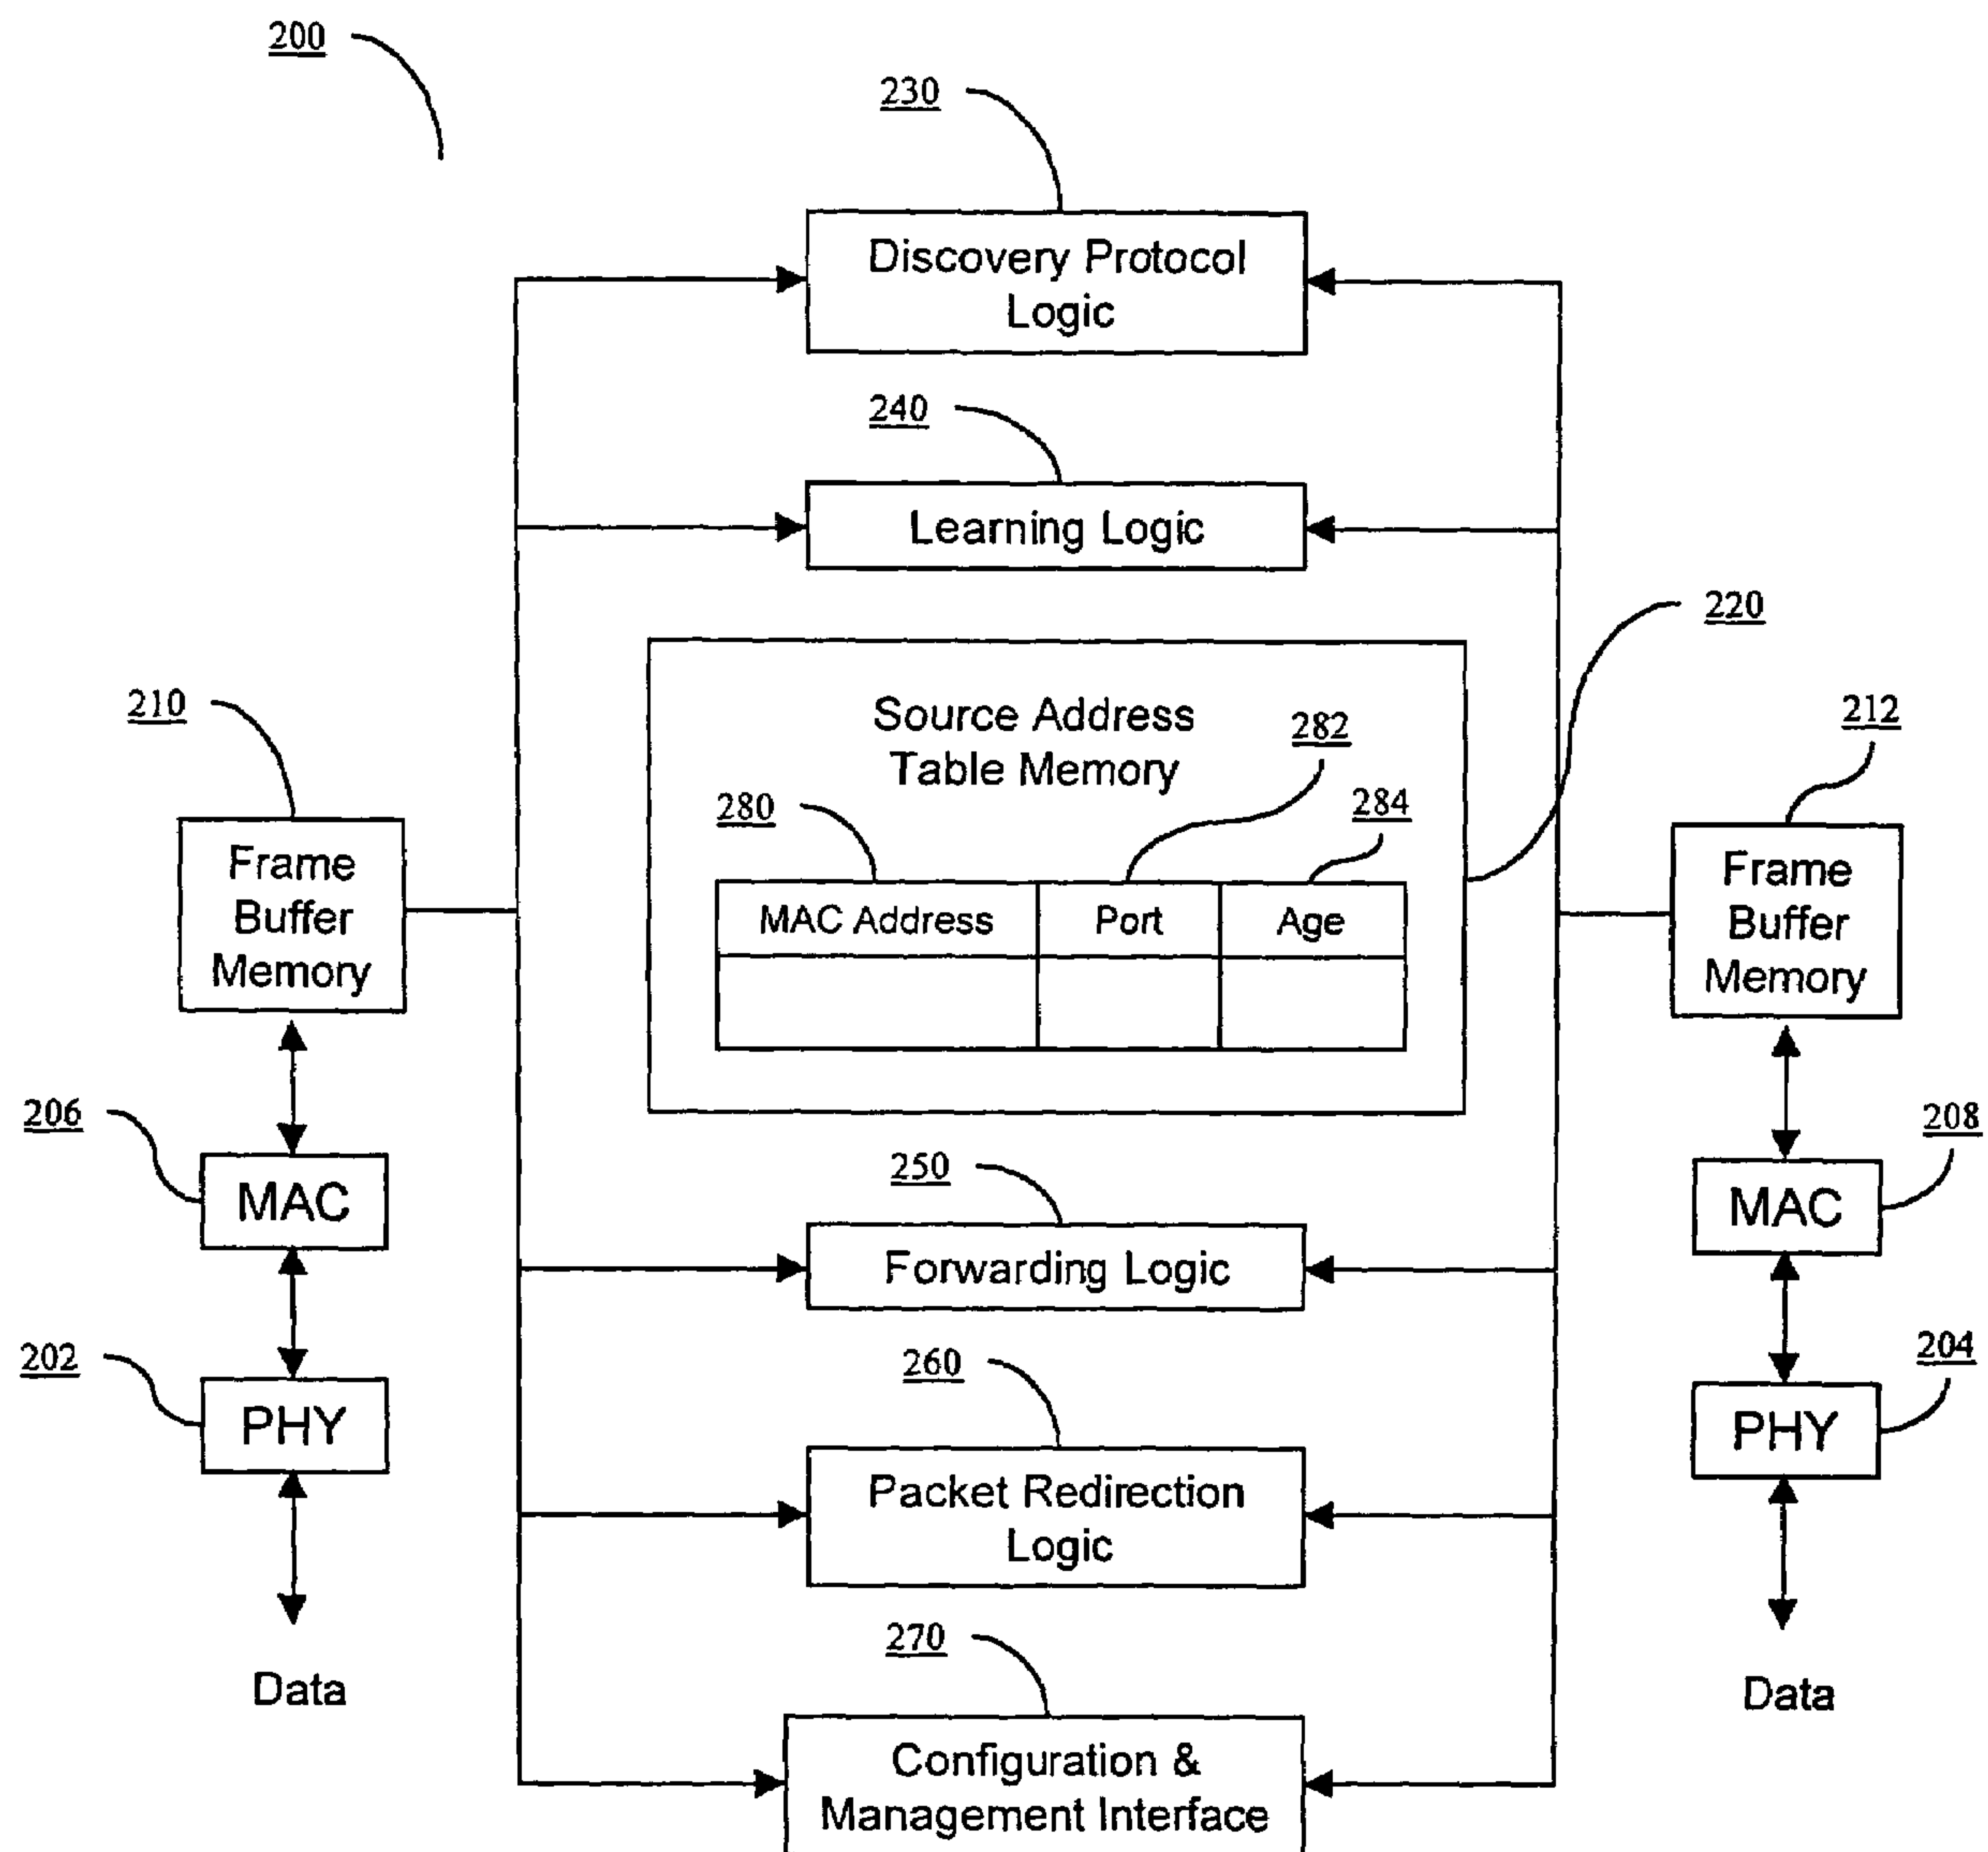 200
230
Discovery Protocol
Logic
240
Learning Logic
220
210
212
Source Address
Table Memory
282
280
284
Frame
Buffer
Memory
MAC Address
Port
Age
Frame
Buffer
Memory
206
MAC
208
MAC
250
Forwarding Logic
202
PHY
204
PHY
260
Packet Redirection
Logic
270
Data
Data
Configuration &
Management Interface